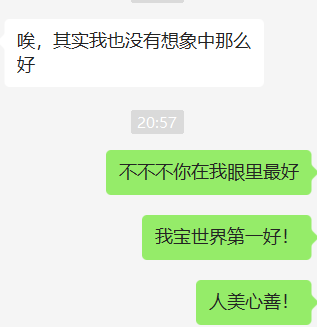 唉，其实我也没有想象中那么
好
20:57
不不不你在我眼里最好
我宝世界第一好！
人美心善！